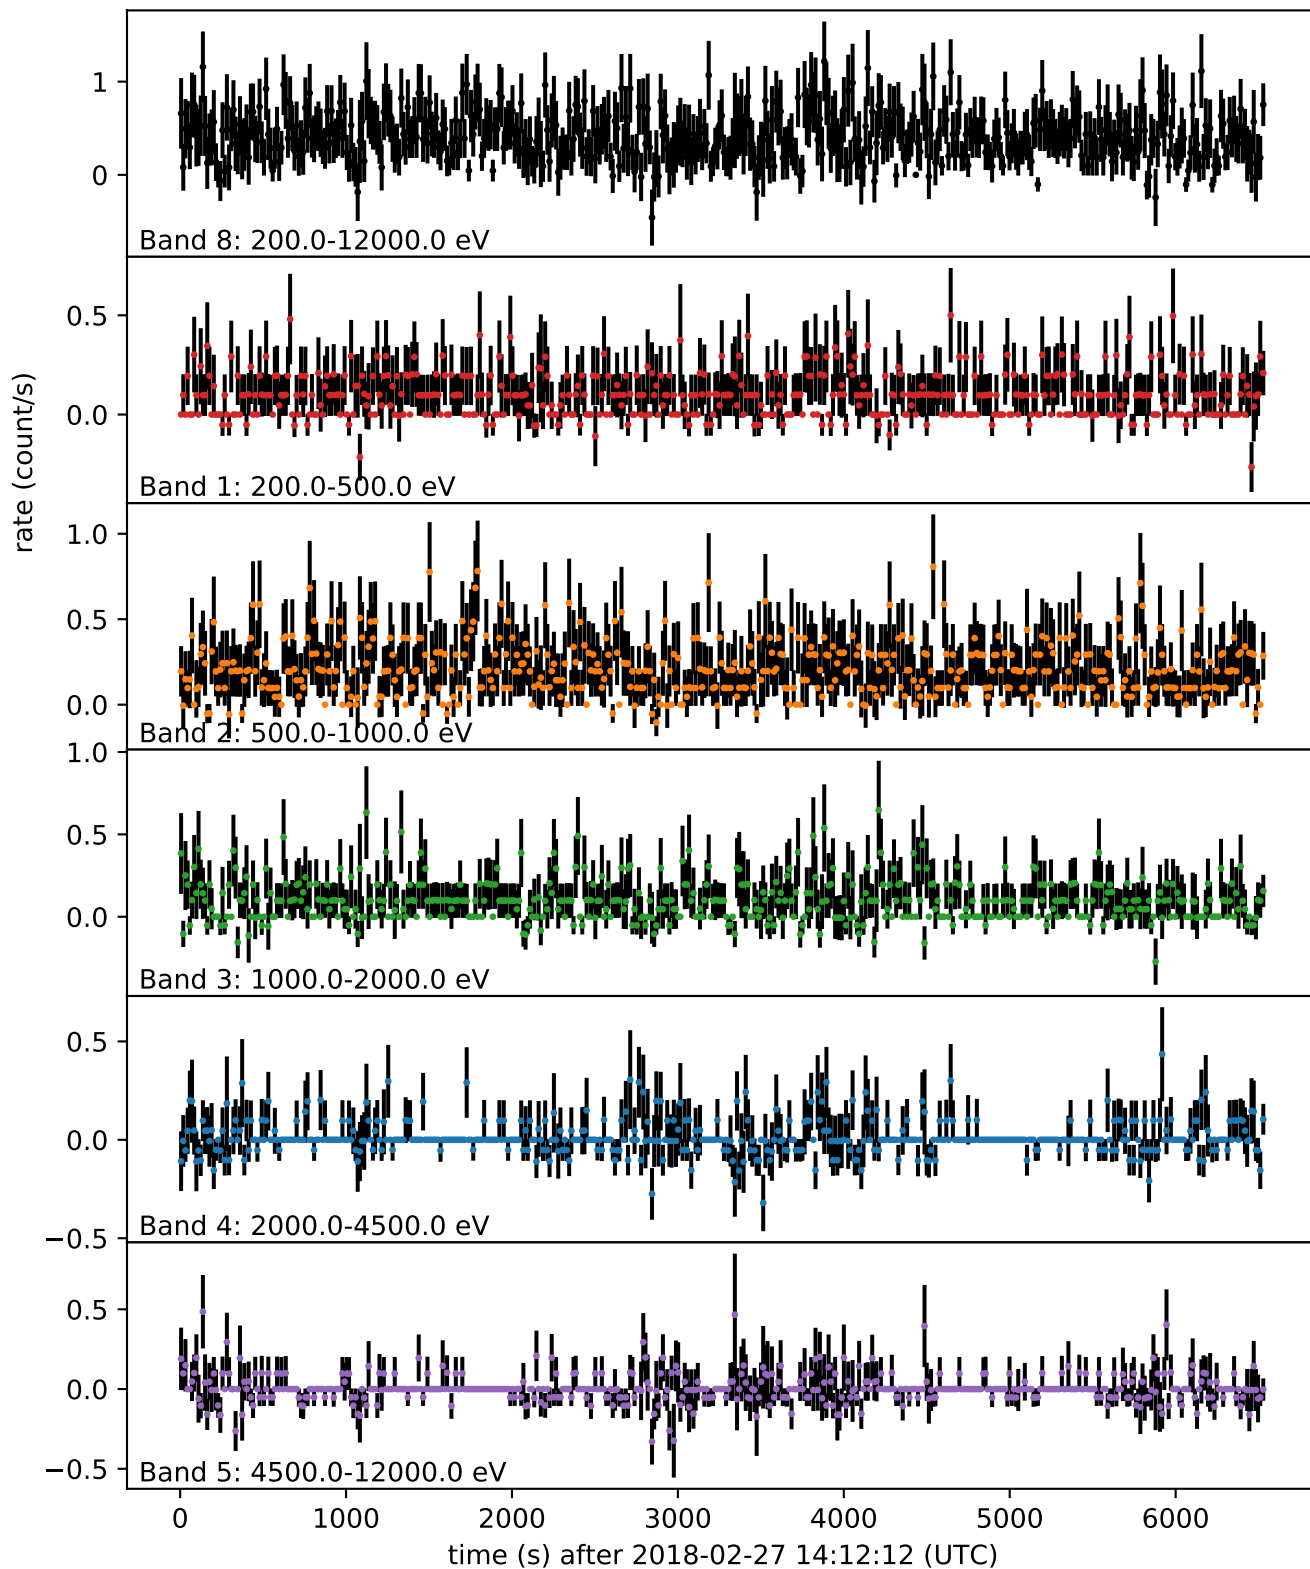 1
0
Band 8: 200.0-12000.0 eV
0.5
0.0
Band 1: 200.0-500.0 eV
rate (count/s)
1.0
0.5
0.0
Band 2: 500.0-1000.0 eV
1.0
0.5
0.0
Band 3: 1000.0-2000.0 eV
0.5
0.0
−0.5
Band 4: 2000.0-4500.0 eV
0.5
0.0
−0.5
Band 5: 4500.0-12000.0 eV
0 1000 2000 3000 4000 5000 6000
time (s) after 2018-02-27 14:12:12 (UTC)